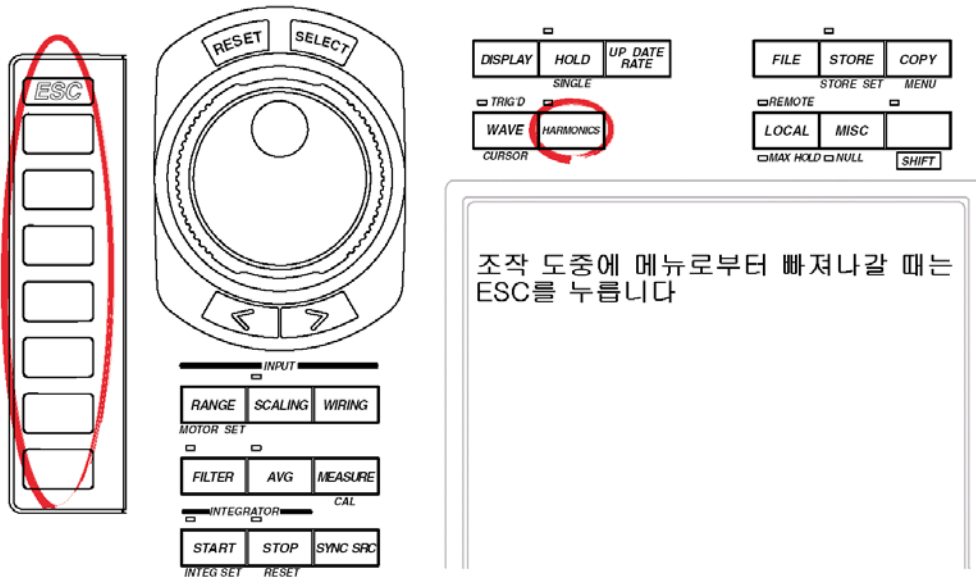 ESC
RESET
SELECT
DISPLAY HOLD UP DATE RATE
SINGLE
TRIG'D
WAVE HARMONICS
CURSOR
FILE STORE COPY
STORE SET MENU
REMOTE
LOCAL MISC
MAX HOLD NULL SHIFT
조작 도중에 메뉴로부터 빠져나갈 때는
ESC를 누릅니다
INPUT
RANGE SCALING WIRING
MOTOR SET
FILTER AVG MEASURE
CAL
INTEGRATOR
START STOP SYNC SRC
INTEG SET RESET